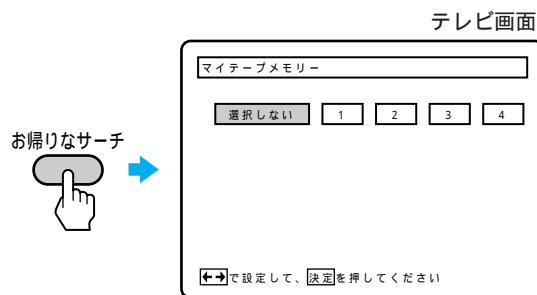 テレビ画面
マイテープメモリー
選択しない 1 2 3 4
お帰りなサーチ
←→で設定して、決定を押してください